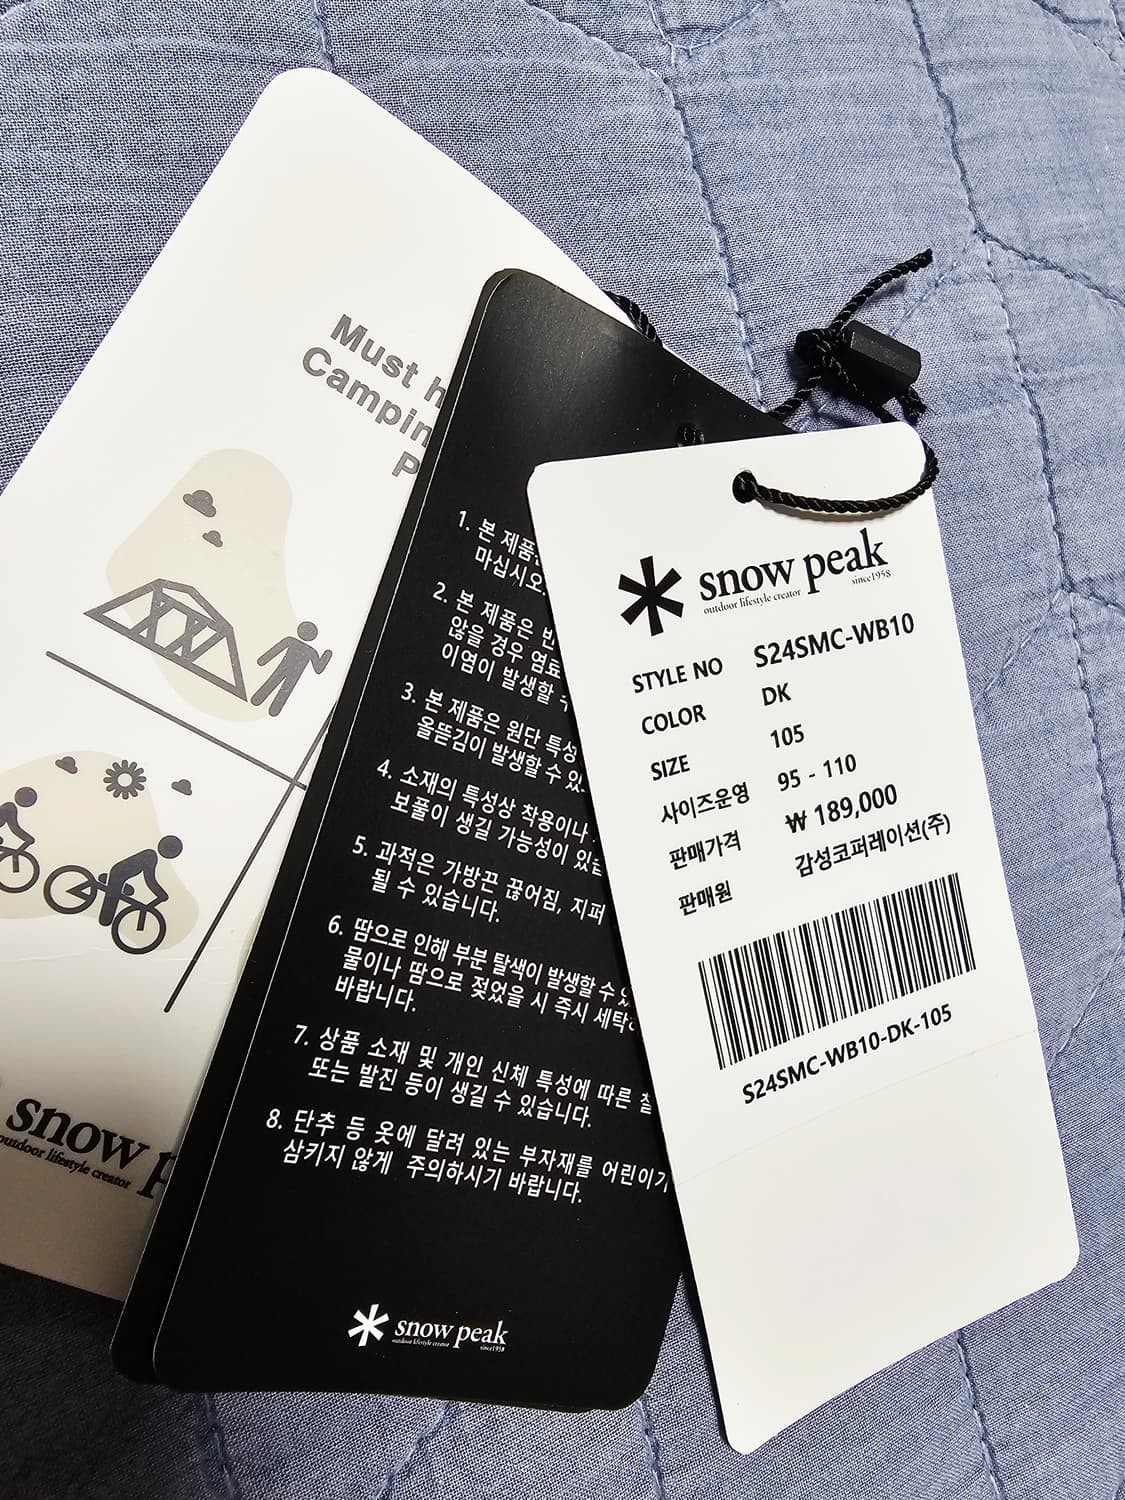 Must
Campin
snow
outdoor lifestyle creator
1. 본 제품은
마십시오.
2. 본 제품은
않을 경우 염료
이염이 발생할 수
3. 본 제품은 원단 특성
올뜯김이 발생할 수 있
4. 소재의 특성상 착용이나
보풀이 생길 가능성이 있습
5. 과적은 가방끈 끊어짐, 지퍼
될 수 있습니다.
6. 땀으로 인해 부분 탈색이 발생할 수 있
물이나 땀으로 젖었을 시 즉시 세탁
바랍니다.
7. 상품 소재 및 개인 신체 특성에 따른
또는 발진 등이 생길 수 있습니다.
8. 단추 등 옷에 달려 있는 부자재를 어린이가
삼키지 않게 주의하시기 바랍니다.
snow peak
outdoor lifestyle creator since1958
snow peak
outdoor lifestyle creator since1958
STYLE NO S24SMC-WB10
COLOR DK
SIZE 105
사이즈운영 95 - 110
판매가격 ₩ 189,000
판매원 감성코퍼레이션(주)
S24SMC-WB10-DK-105